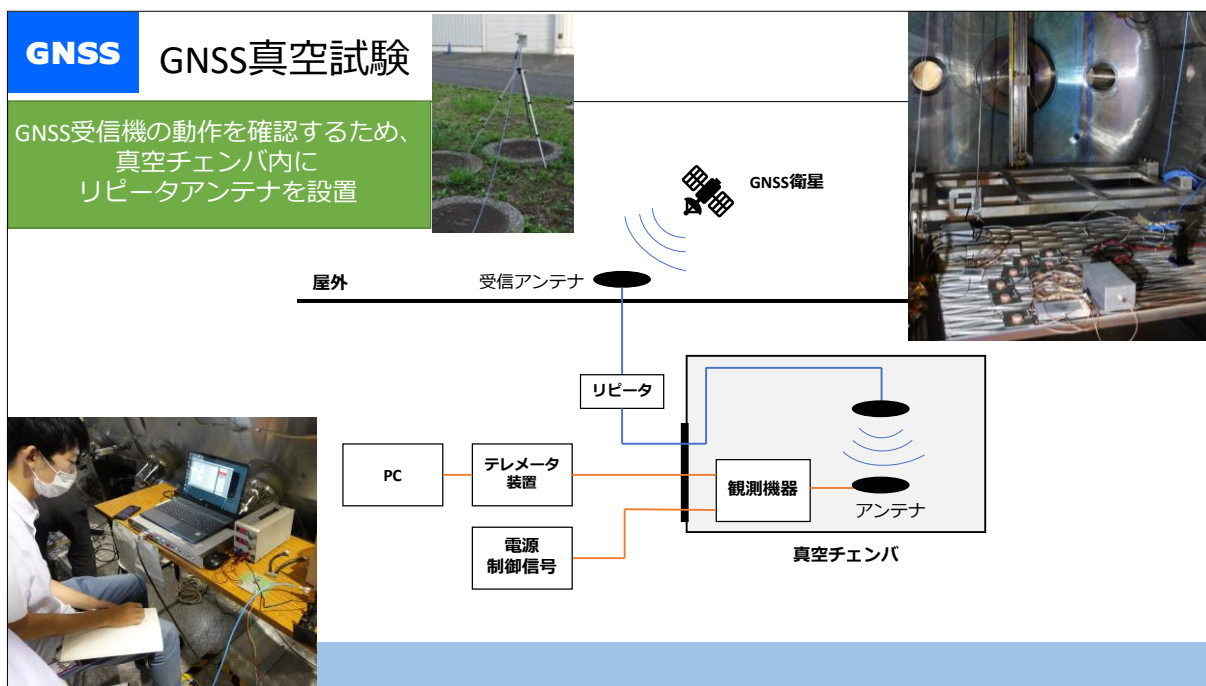 GNSS
GNSS真空試験
GNSS受信機の動作を確認するため、
真空チェンバ内に
リピータアンテナを設置
GNSS衛星
屋外
受信アンテナ
リピータ
PC
テレメータ
装置
観測機器
アンテナ
電源
制御信号
真空チェンバ